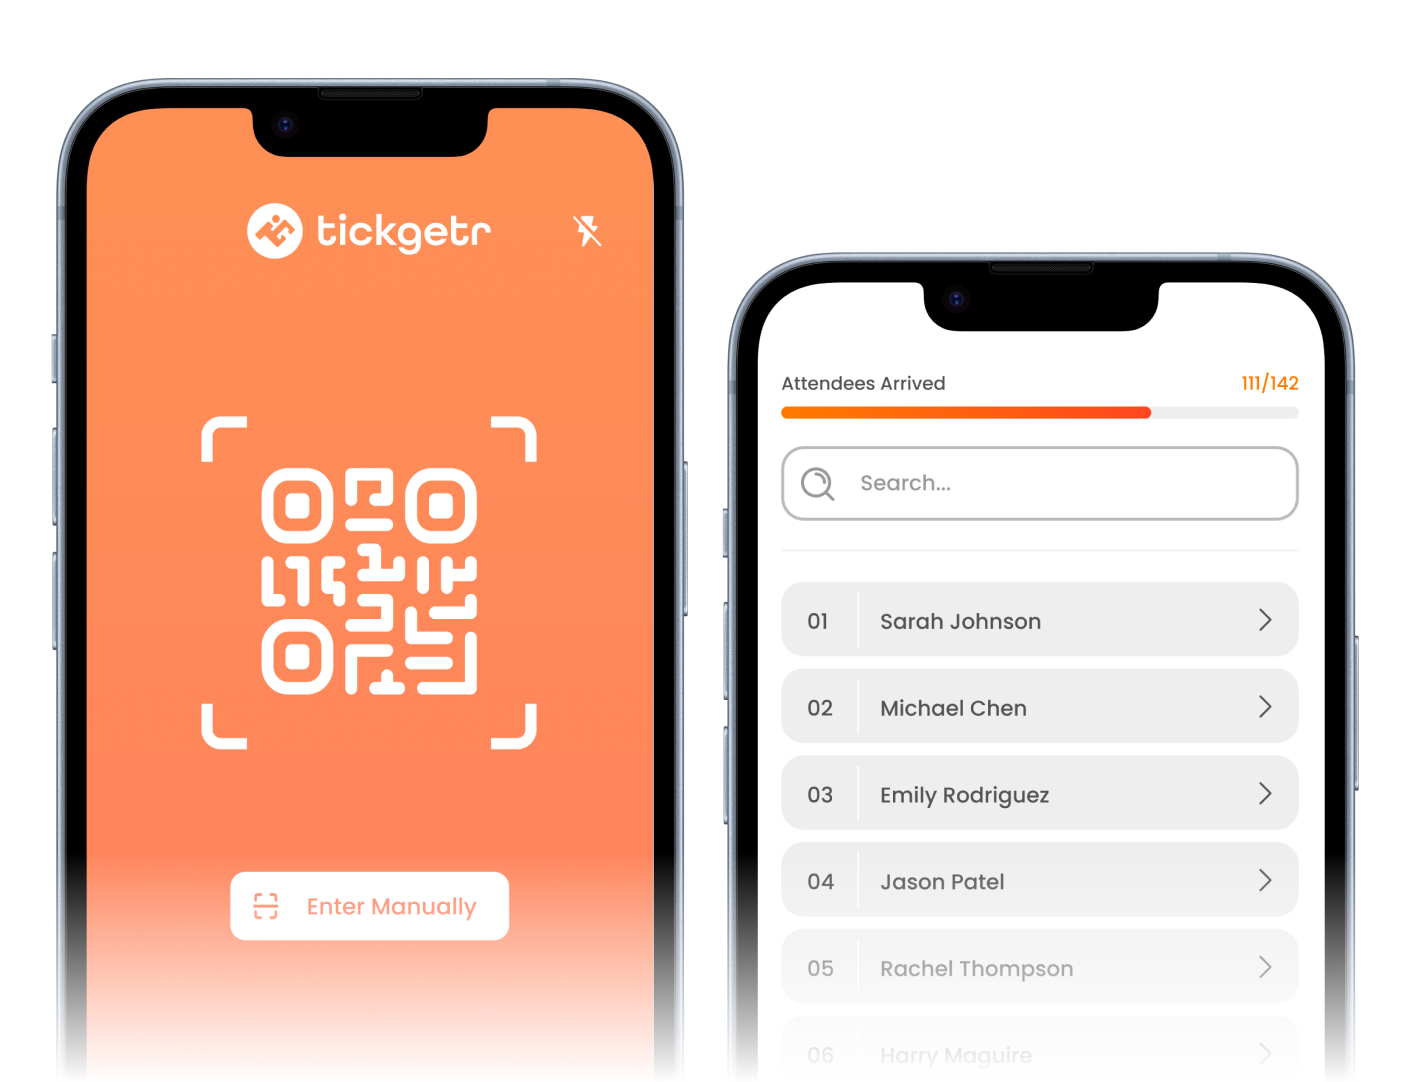 tickgetr
Enter Manually
Attendees Arrived 111/142
Search...
01 Sarah Johnson
02 Michael Chen
03 Emily Rodriguez
04 Jason Patel
05 Rachel Thompson
06 Harry Maguire